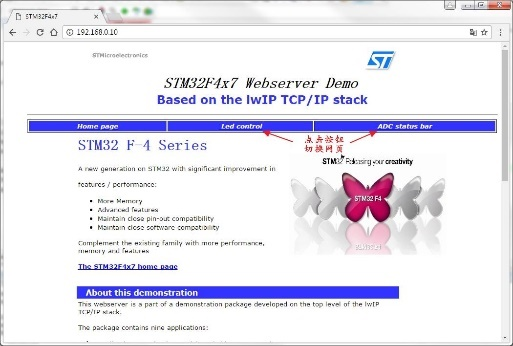 STM32F4x7
192.168.0.10
STMicroelectronics
STM32F4x7 Webserver Demo
Based on the lwIP TCP/IP stack
Home page
Led control
ADC status bar
点击按钮
切换网页
STM32 F-4 Series
STM32 Releasing your creativity
A new generation on STM32 with significant improvement in
features / performance:
More Memory
Advanced features
Maintain close pin-out compatibility
Maintain close software compatibility
STM32 F4
Complement the existing family with more performance,
memory and features
The STM32F4x7 home page
About this demonstration
This webserver is a part of a demonstration package developed on the top level of the lwIP
TCP/IP stack.
The package contains nine applications: